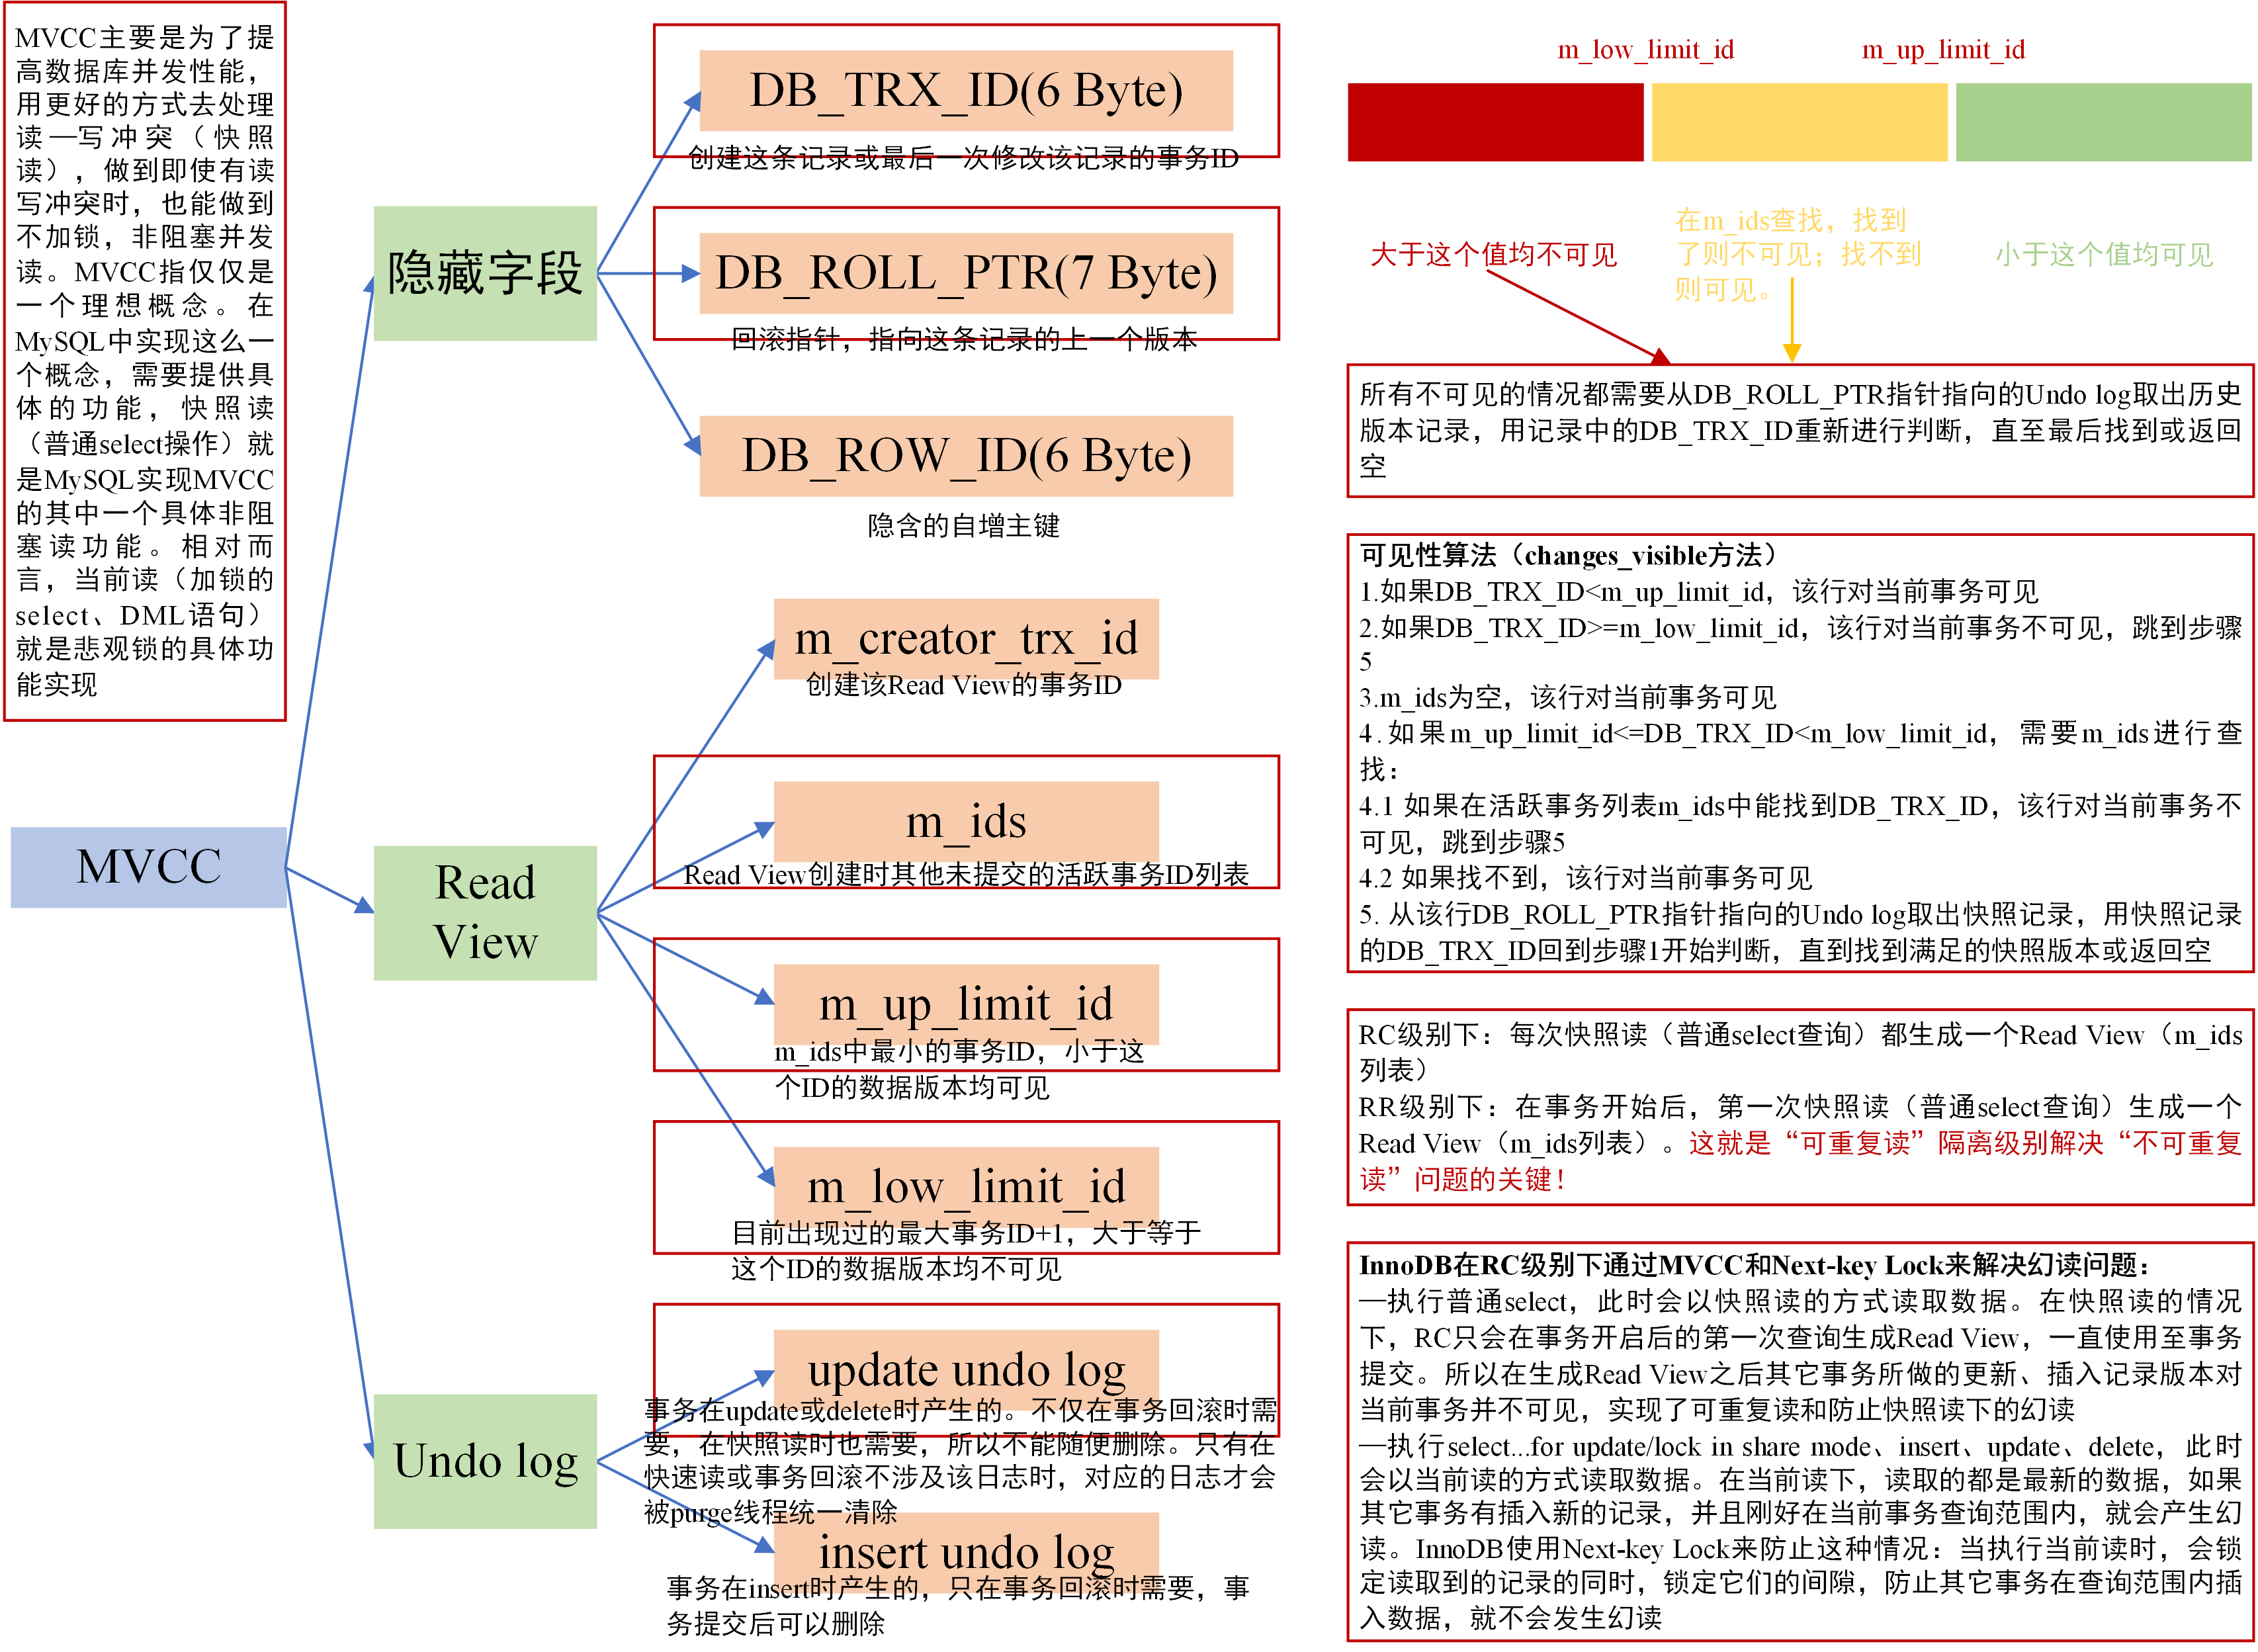 MVCC主要是为了提
高数据库并发性能，
用更好的方式去处理
读—写冲突（快照
读），做到即使有读
写冲突时，也能做到
不加锁，非阻塞并发
读。MVCC指仅仅是
一个理想概念。在
MySQL中实现这么一
个概念，需要提供具
体的功能，快照读
（普通select操作）就
是MySQL实现MVCC
的其中一个具体非阻
塞读功能。相对而
言，当前读（加锁的
select、DML语句）
就是悲观锁的具体功
能实现
MVCC
隐藏字段
DB_TRX_ID(6 Byte)
创建这条记录或最后一次修改该记录的事务ID
DB_ROLL_PTR(7 Byte)
回滚指针，指向这条记录的上一个版本
DB_ROW_ID(6 Byte)
隐含的自增主键
Read
View
m_creator_trx_id
创建该Read View的事务ID
m_ids
Read View创建时其他未提交的活跃事务ID列表
m_up_limit_id
m_ids中最小的事务ID，小于这
个ID的数据版本均可见
m_low_limit_id
目前出现过的最大事务ID+1，大于等于
这个ID的数据版本均不可见
Undo log
update undo log
事务在update或delete时产生的。不仅在事务回滚时需
要，在快照读时也需要，所以不能随便删除。只有在
快速读或事务回滚不涉及该日志时，对应的日志才会
被purge线程统一清除
insert undo log
事务在insert时产生的，只在事务回滚时需要，事
务提交后可以删除
m_low_limit_id
m_up_limit_id
大于这个值均不可见
在m_ids查找，找到
了则不可见；找不到
则可见。
小于这个值均可见
所有不可见的情况都需要从DB_ROLL_PTR指针指向的Undo log取出历史
版本记录，用记录中的DB_TRX_ID重新进行判断，直至最后找到或返回
空
可见性算法（changes_visible方法）
1.如果DB_TRX_ID<m_up_limit_id，该行对当前事务可见
2.如果DB_TRX_ID>=m_low_limit_id，该行对当前事务不可见，跳到步骤
5
3.m_ids为空，该行对当前事务可见
4.如果m_up_limit_id<=DB_TRX_ID<m_low_limit_id，需要m_ids进行查
找：
4.1 如果在活跃事务列表m_ids中能找到DB_TRX_ID，该行对当前事务不
可见，跳到步骤5
4.2 如果找不到，该行对当前事务可见
5. 从该行DB_ROLL_PTR指针指向的Undo log取出快照记录，用快照记录
的DB_TRX_ID回到步骤1开始判断，直到找到满足的快照版本或返回空
RC级别下：每次快照读（普通select查询）都生成一个Read View（m_ids
列表）
RR级别下：在事务开始后，第一次快照读（普通select查询）生成一个
Read View（m_ids列表）。这就是“可重复读”隔离级别解决“不可重复
读”问题的关键！
InnoDB在RC级别下通过MVCC和Next-key Lock来解决幻读问题：
—执行普通select，此时会以快照读的方式读取数据。在快照读的情况
下，RC只会在事务开启后的第一次查询生成Read View，一直使用至事务
提交。所以在生成Read View之后其它事务所做的更新、插入记录版本对
当前事务并不可见，实现了可重复读和防止快照读下的幻读
—执行select...for update/lock in share mode、insert、update、delete，此时
会以当前读的方式读取数据。在当前读下，读取的都是最新的数据，如果
其它事务有插入新的记录，并且刚好在当前事务查询范围内，就会产生幻
读。InnoDB使用Next-key Lock来防止这种情况：当执行当前读时，会锁
定读取到的记录的同时，锁定它们的间隙，防止其它事务在查询范围内插
入数据，就不会发生幻读